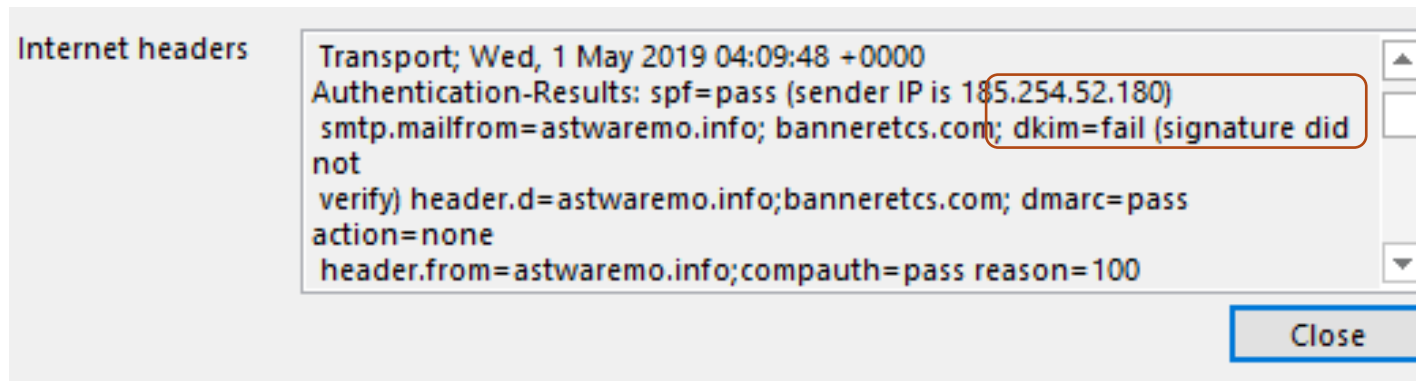 Internet headers
Transport; Wed, 1 May 2019 04:09:48 +0000
Authentication-Results: spf=pass (sender IP is 185.254.52.180)
smtp.mailfrom=astwaremo.info; banneretcs.com; dkim=fail (signature did
not
verify) header.d=astwaremo.info;banneretcs.com; dmarc=pass
action=none
header.from=astwaremo.info;compauth=pass reason=100
Close